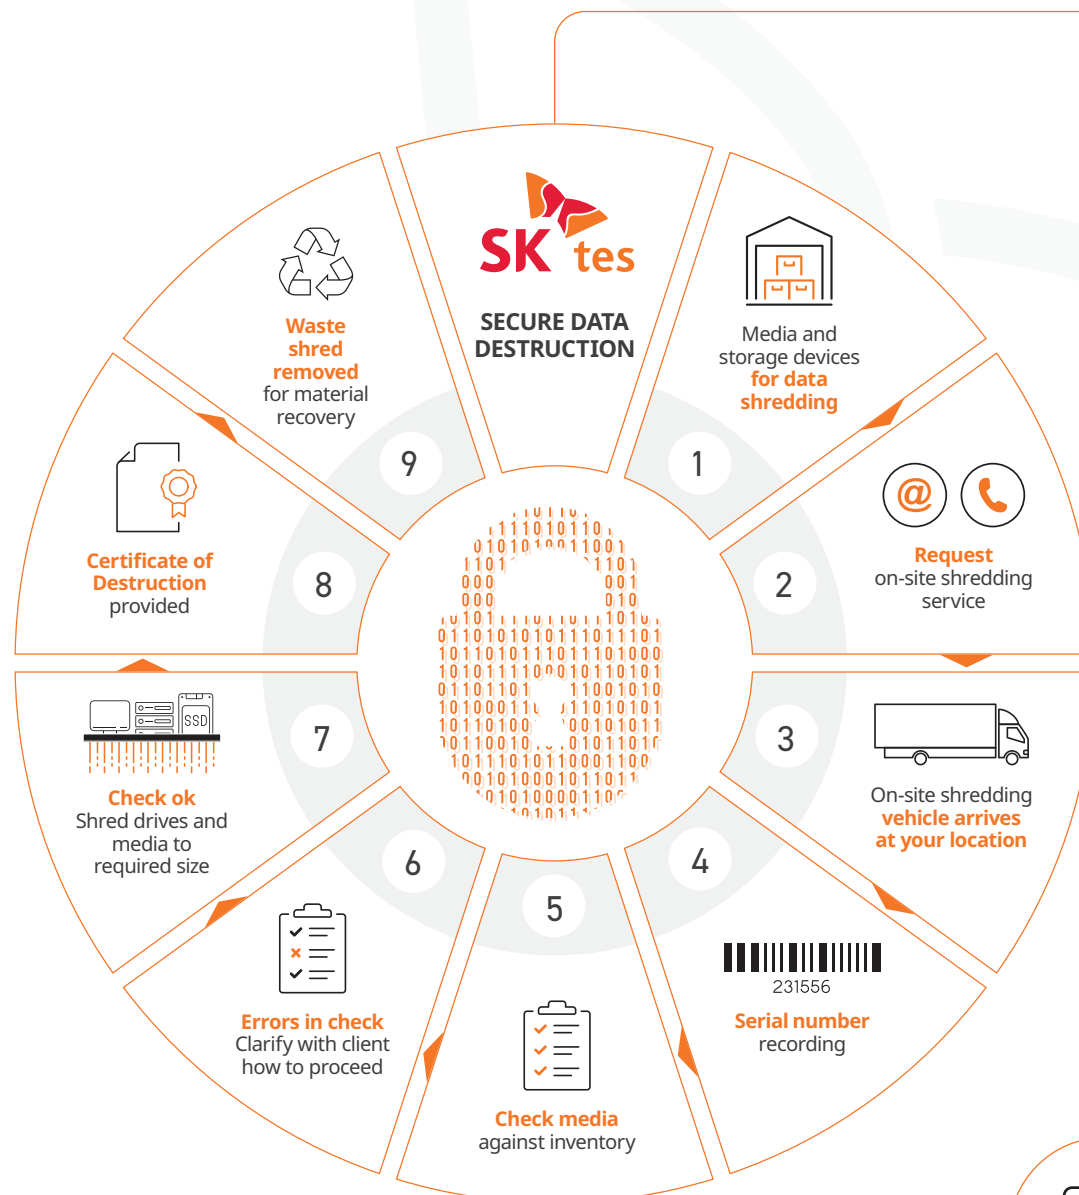 SK tes
SECURE DATA
DESTRUCTION
Media and
storage devices
for data
shredding
1
@
Request
on-site shredding
service
2
3
On-site shredding
vehicle arrives
at your location
4
231556
Serial number
recording
5
Check media
against inventory
6
Errors in check
Clarify with client
how to proceed
7
SSD
Check ok
Shred drives and
media to
required size
8
Certificate of
Destruction
provided
9
Waste
shred
removed
for material
recovery